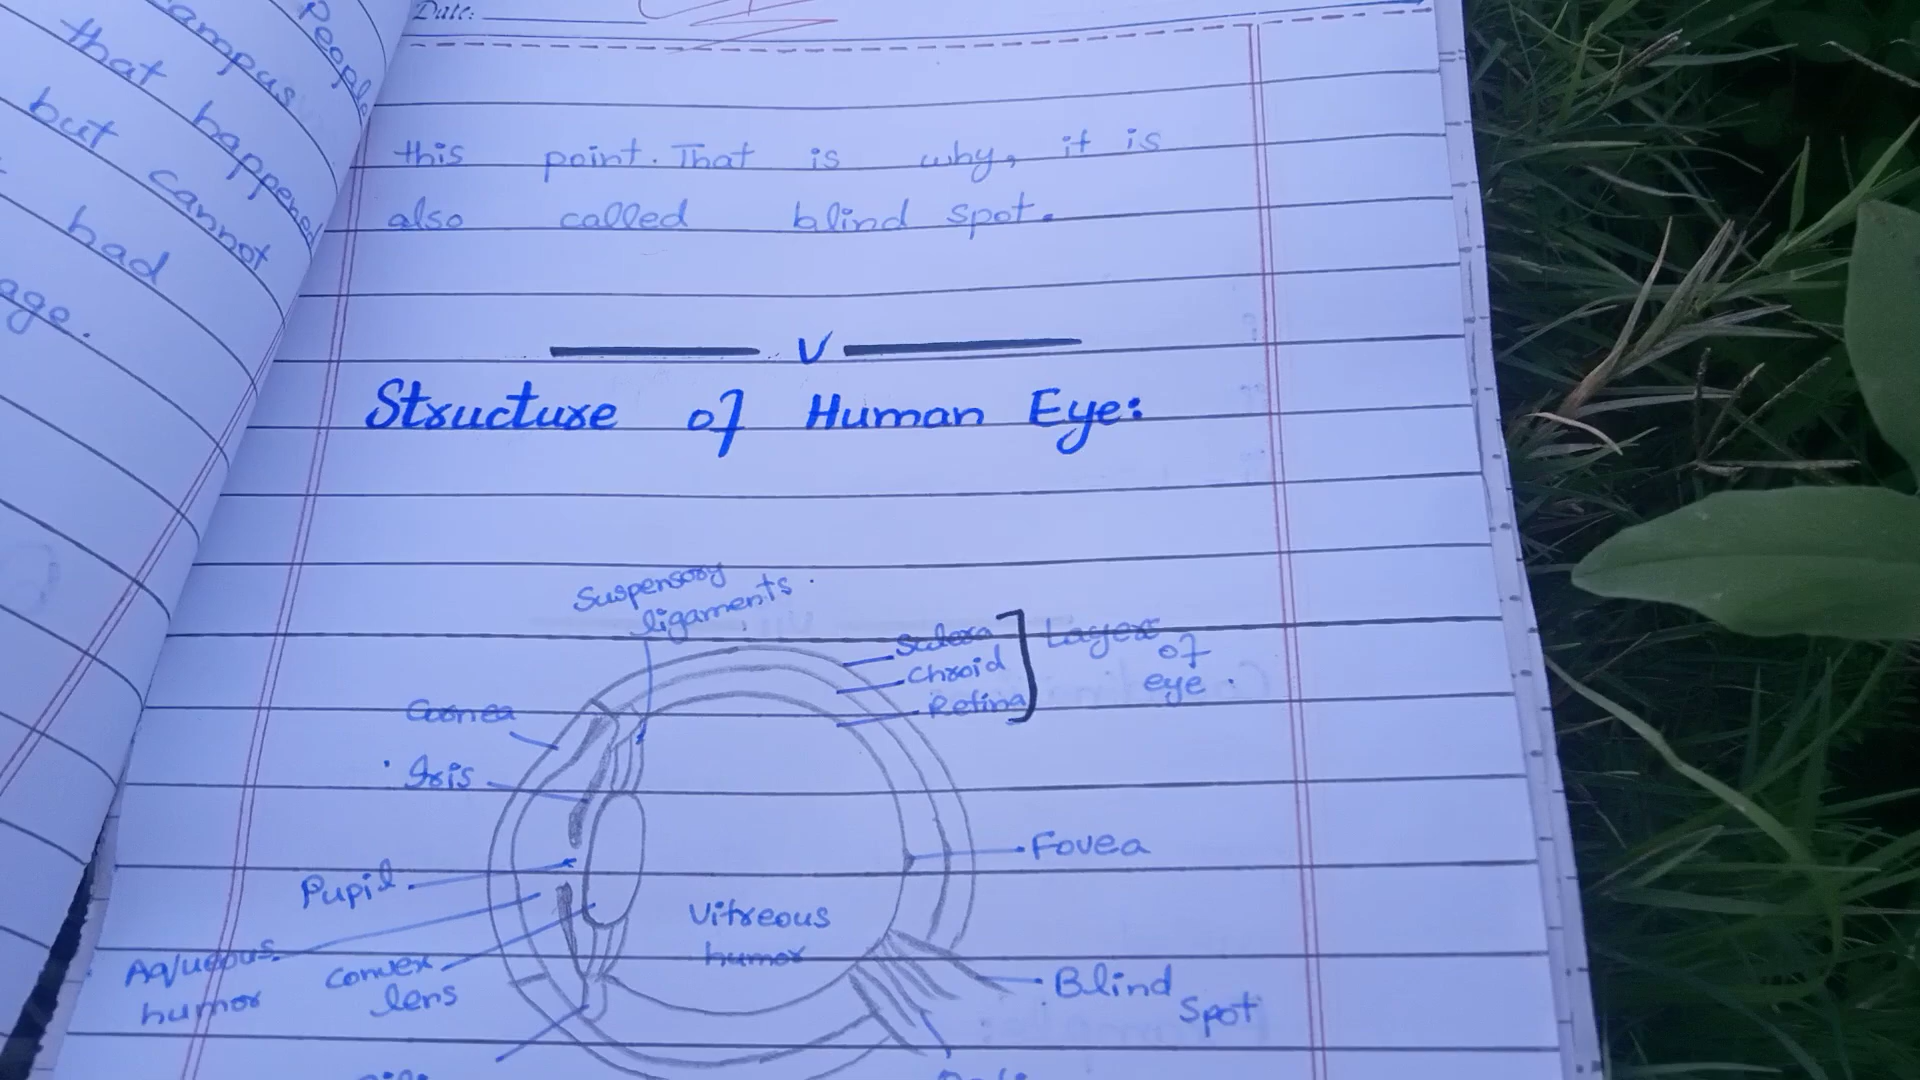 People
campus
that happened
but cannot
had
age.
Date:
this point. That is why, it is
also called blind spot.
V
Structure of Human Eye:
Suspensory
ligaments
Sclera
Chroid
Retina
Layers
of
eye.
Cornea
Iris
Pupil
Aqueous
humor
Convex
lens
Vitreous
humor
Fovea
Blind
Spot